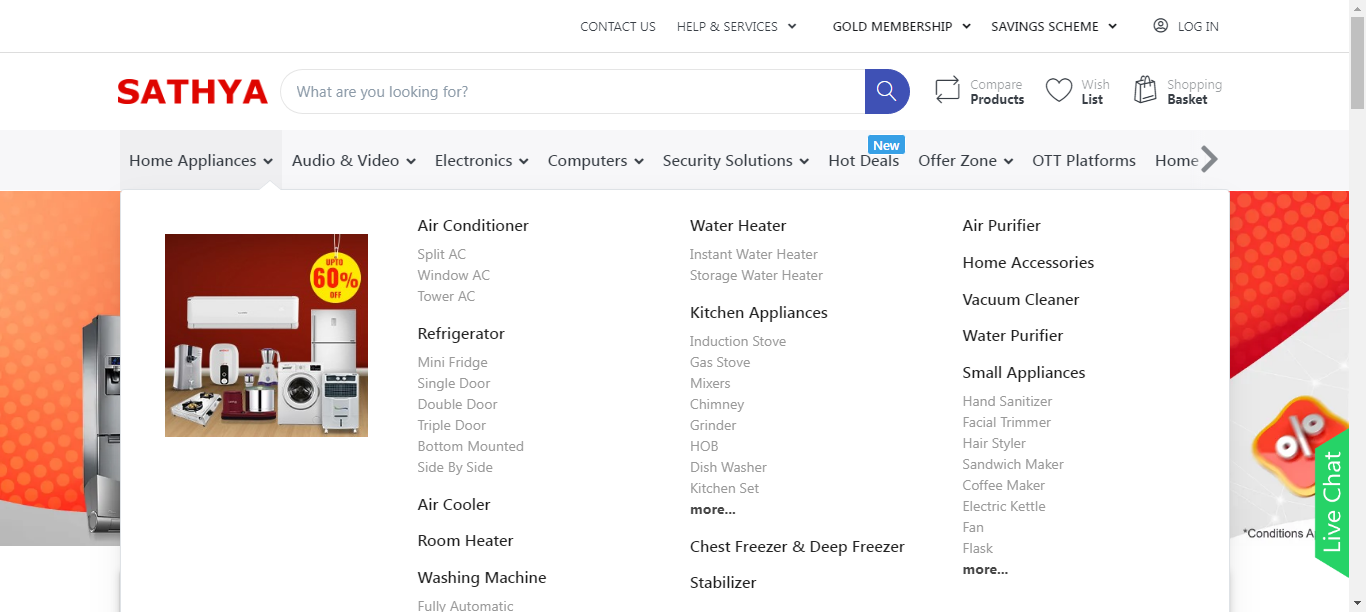 CONTACT US
HELP & SERVICES
GOLD MEMBERSHIP
SAVINGS SCHEME
LOG IN
SATHYA
What are you looking for?
Compare
Products
Wish
List
Shopping
Basket
Home Appliances
Audio & Video
Electronics
Computers
Security Solutions
New
Hot Deals
Offer Zone
OTT Platforms
Home
UPTO
60%
OFF
Air Conditioner
Split AC
Window AC
Tower AC
Refrigerator
Mini Fridge
Single Door
Double Door
Triple Door
Bottom Mounted
Side By Side
Air Cooler
Room Heater
Washing Machine
Fully Automatic
Water Heater
Instant Water Heater
Storage Water Heater
Kitchen Appliances
Induction Stove
Gas Stove
Mixers
Chimney
Grinder
HOB
Dish Washer
Kitchen Set
more...
Chest Freezer & Deep Freezer
Stabilizer
Air Purifier
Home Accessories
Vacuum Cleaner
Water Purifier
Small Appliances
Hand Sanitizer
Facial Trimmer
Hair Styler
Sandwich Maker
Coffee Maker
Electric Kettle
Fan
Flask
more...
%
*Conditions A
Live Chat